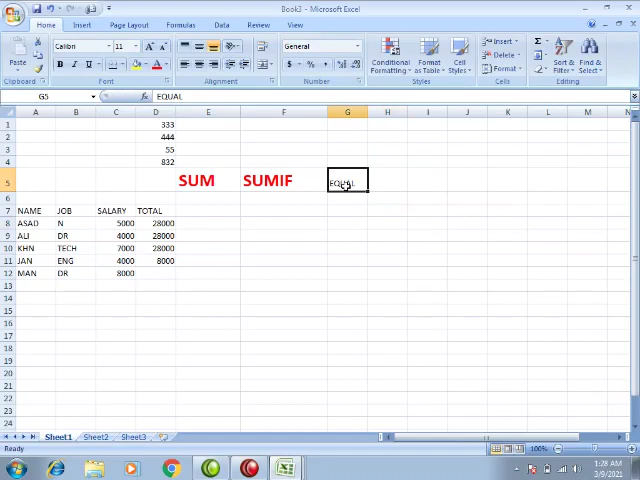 Book3 - Microsoft Excel
Home Insert Page Layout Formulas Data Review View
Calibri 11 General Insert
Paste Conditional Formatting Format as Table Cell Styles Delete Sort & Filter Find & Select
Format
Clipboard Font Alignment Number Styles Cells Editing
G5 fx EQUAL
A B C D E F G H I J K L M N
1 333
2 444
3 55
4 832
5 SUM SUMIF EQUAL
6
7 NAME JOB SALARY TOTAL
8 ASAD N 5000 28000
9 ALI DR 4000 28000
10 KHN TECH 7000 28000
11 JAN ENG 4000 8000
12 MAN DR 8000
13
14
15
16
17
18
19
20
21
22
23
24
Sheet1 Sheet2 Sheet3
Ready 100%
1:28 AM
3/9/2021